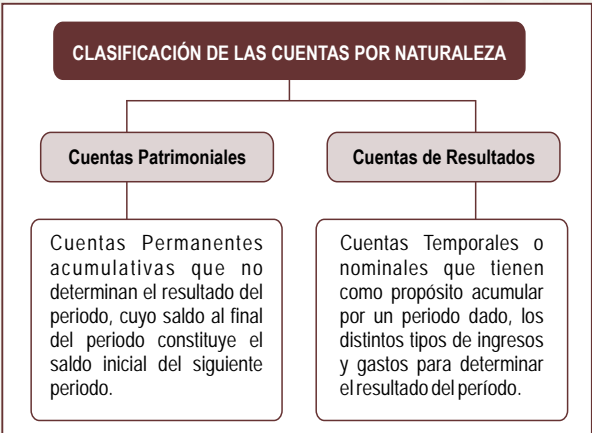 CLASIFICACIÓN DE LAS CUENTAS POR NATURALEZA
Cuentas Patrimoniales
Cuentas de Resultados
Cuentas Permanentes
acumulativas que no
determinan el resultado del
periodo, cuyo saldo al final
del periodo constituye el
saldo inicial del siguiente
periodo.
Cuentas Temporales o
nominales que tienen
como propósito acumular
por un periodo dado, los
distintos tipos de ingresos
y gastos para determinar
el resultado del período.